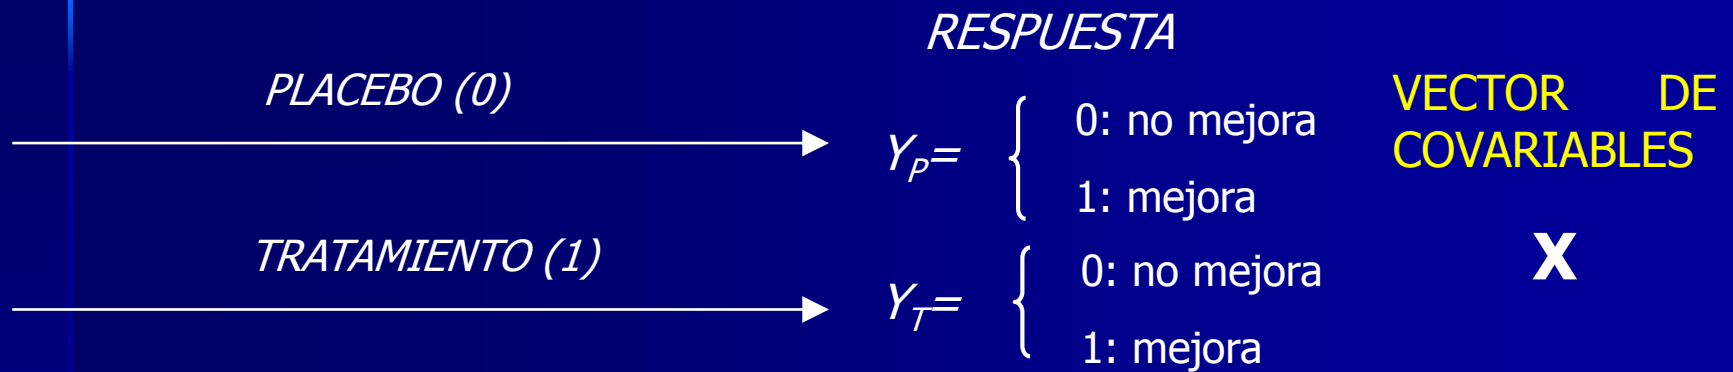 RESPUESTA
PLACEBO (0)
Y_P=
0: no mejora
1: mejora
TRATAMIENTO (1)
Y_T=
0: no mejora
1: mejora
VECTOR DE
COVARIABLES
X